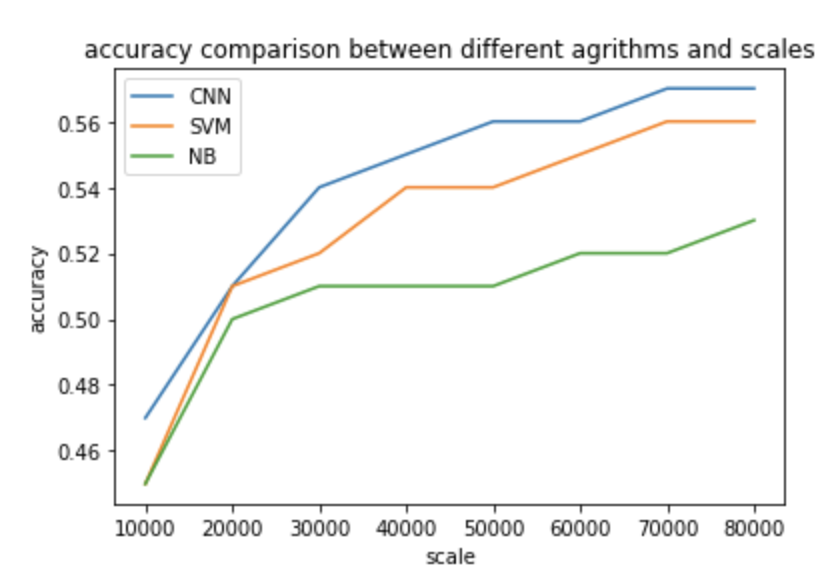 accuracy comparison between different agrithms and scales
CNN
SVM
NB
0.56
0.54
0.52
0.50
0.48
0.46
accuracy
10000 20000 30000 40000 50000 60000 70000 80000
scale